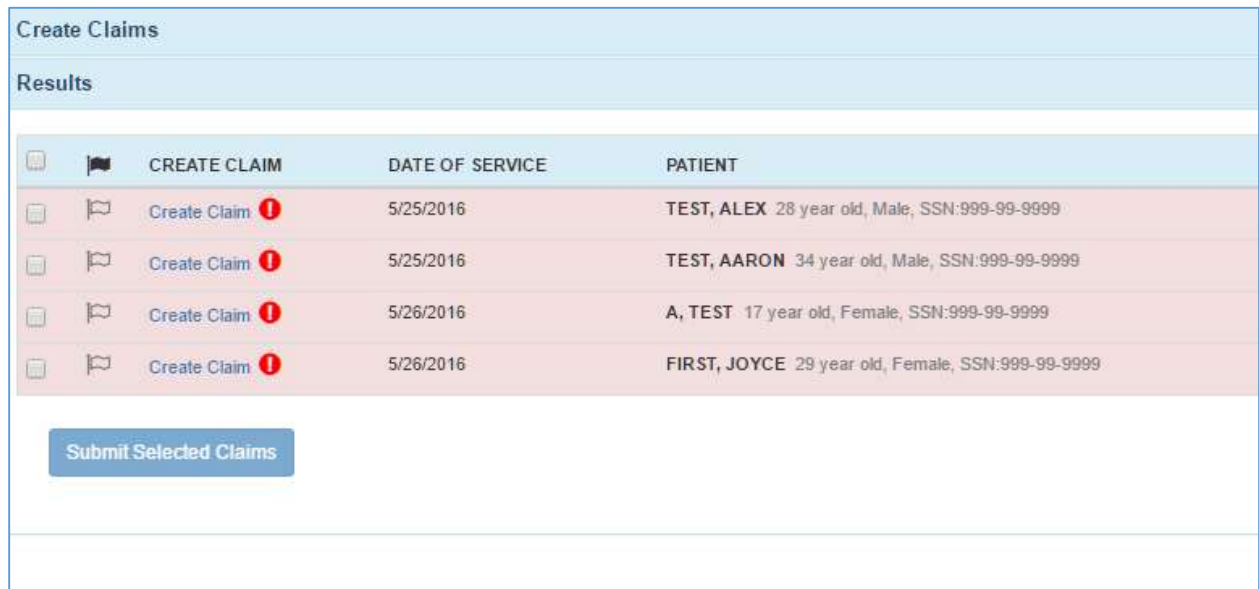 Create Claims
Results
CREATE CLAIM DATE OF SERVICE PATIENT
Create Claim 5/25/2016 TEST, ALEX 28 year old, Male, SSN:999-99-9999
Create Claim 5/25/2016 TEST, AARON 34 year old, Male, SSN:999-99-9999
Create Claim 5/26/2016 A, TEST 17 year old, Female, SSN:999-99-9999
Create Claim 5/26/2016 FIRST, JOYCE 29 year old, Female, SSN:999-99-9999
Submit Selected Claims